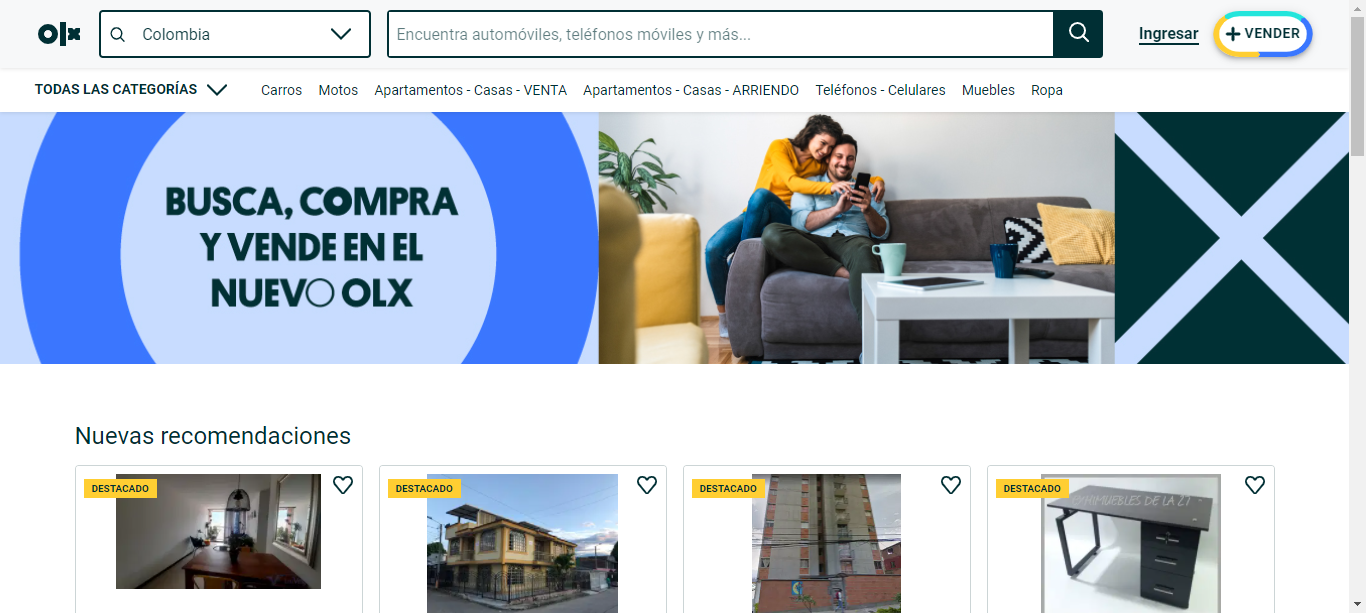 olx
Colombia
Encuentra automóviles, teléfonos móviles y más...
Ingresar
VENDER
TODAS LAS CATEGORÍAS
Carros
Motos
Apartamentos - Casas - VENTA
Apartamentos - Casas - ARRIENDO
Teléfonos - Celulares
Muebles
Ropa
BUSCA, COMPRA
Y VENDE EN EL
NUEVO OLX
Nuevas recomendaciones
DESTACADO
DESTACADO
DESTACADO
DESTACADO
DE LA 27